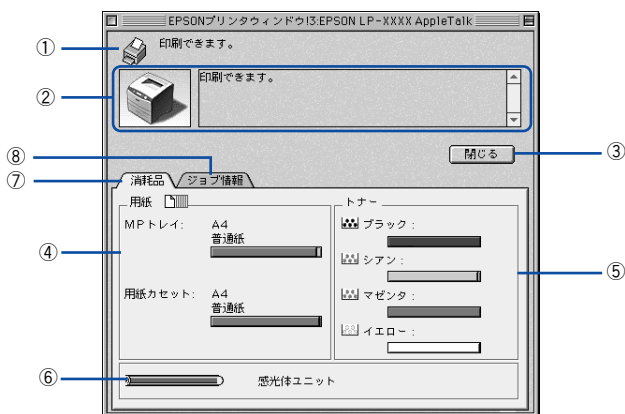 EPSONプリンタウィンドウ!3:EPSON LP-XXXX AppleTalk
① 印刷できます。
② 印刷できます。
閉じる ③
⑧
⑦ 消耗品 ジョブ情報
用紙
MPトレイ: A4
普通紙
④
用紙カセット: A4
普通紙
トナー
ブラック:
シアン:
⑤
マゼンタ:
イエロー:
⑥ 感光体ユニット